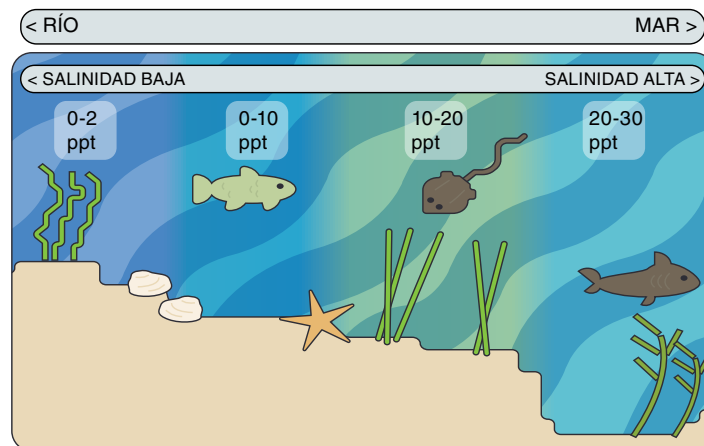 < RÍO MAR >
< SALINIDAD BAJA SALINIDAD ALTA >
0-2 0-10 10-20 20-30
ppt ppt ppt ppt